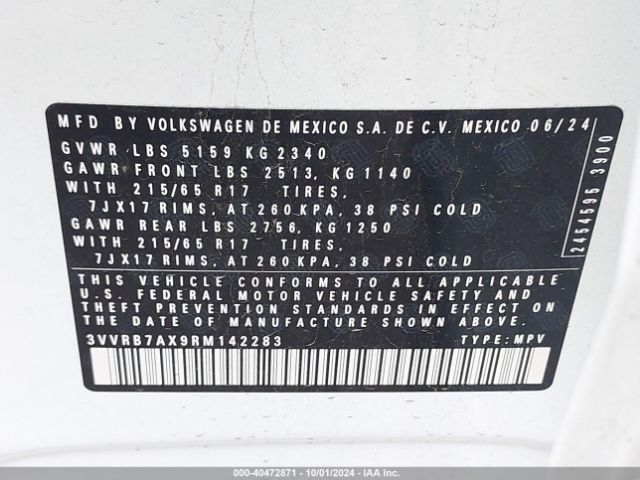 MFD BY VOLKSWAGEN DE MEXICO S.A. DE C.V. MEXICO 06/24
GVWR LBS 5159 KG 2340
GAWR FRONT LBS 2513, KG 1140
WITH 215/65 R17 TIRES,
7JX17 RIMS, AT 260 KPA, 38 PSI COLD
GAWR REAR LBS 2756, KG 1250
WITH 215/65 R17 TIRES,
7JX17 RIMS, AT 260 KPA, 38 PSI COLD
2454595 3900
THIS VEHICLE CONFORMS TO ALL APPLICABLE
U.S. FEDERAL MOTOR VEHICLE SAFETY AND
THEFT PREVENTION STANDARDS IN EFFECT ON
THE DATE OF MANUFACTURE SHOWN ABOVE.
3VVRB7AX9RM142283 TYPE: MPV
000-40472871 | 10/01/2024 | IAA, Inc.